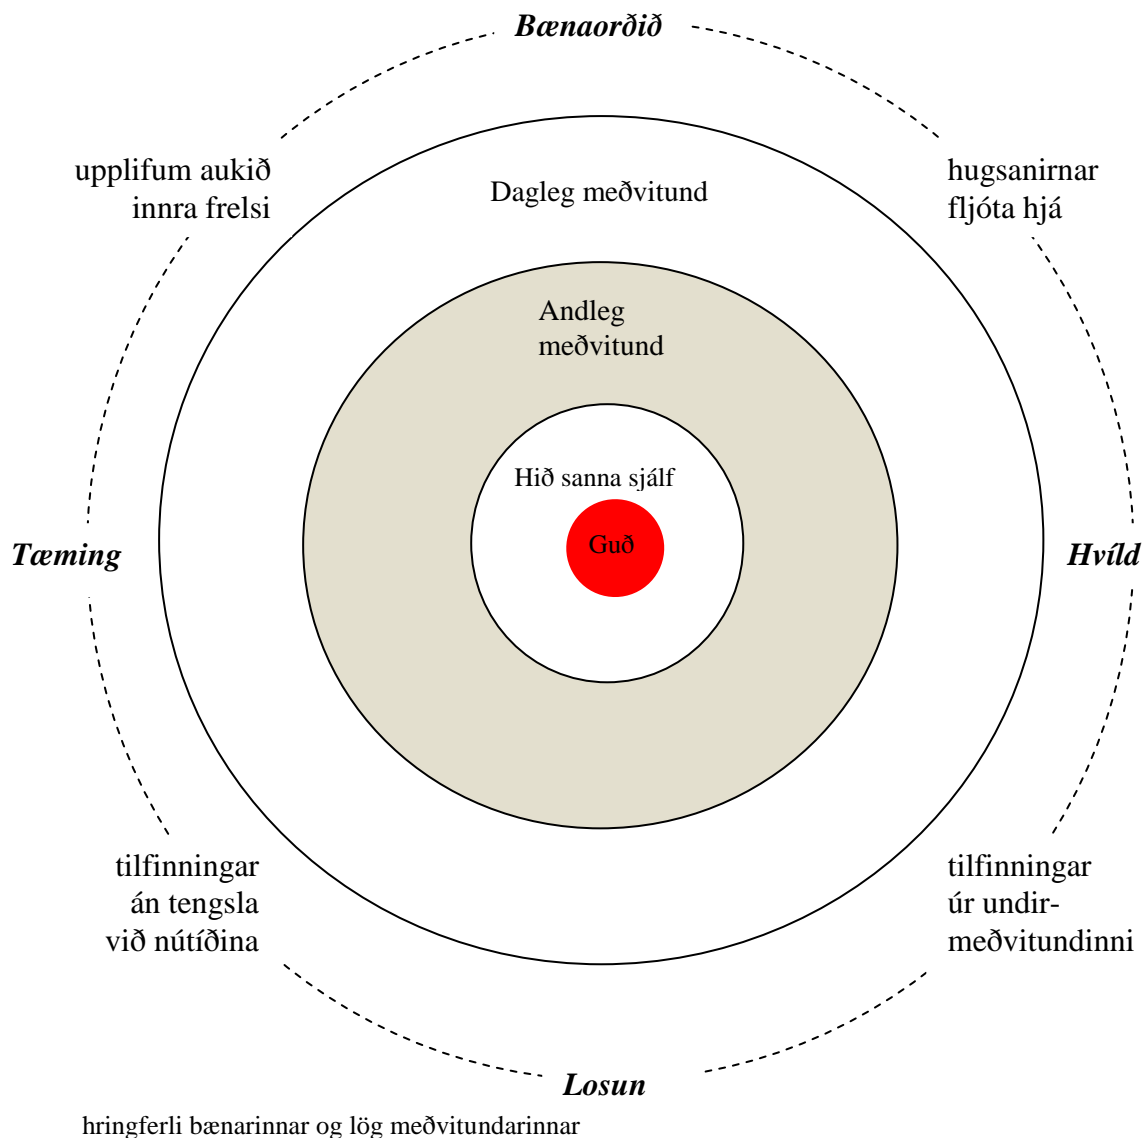 Bænaorðið
upplifum aukið
innra frelsi
hugsanirnar
fljóta hjá
Dagleg meðvitund
Andleg
meðvitund
Hið sanna sjálf
Guð
Tæming
Hvíld
tilfinningar
án tengsla
við nútíðina
tilfinningar
úr undir-
meðvitundinni
Losun
hringferli bænarinnar og lög meðvitundarinnar